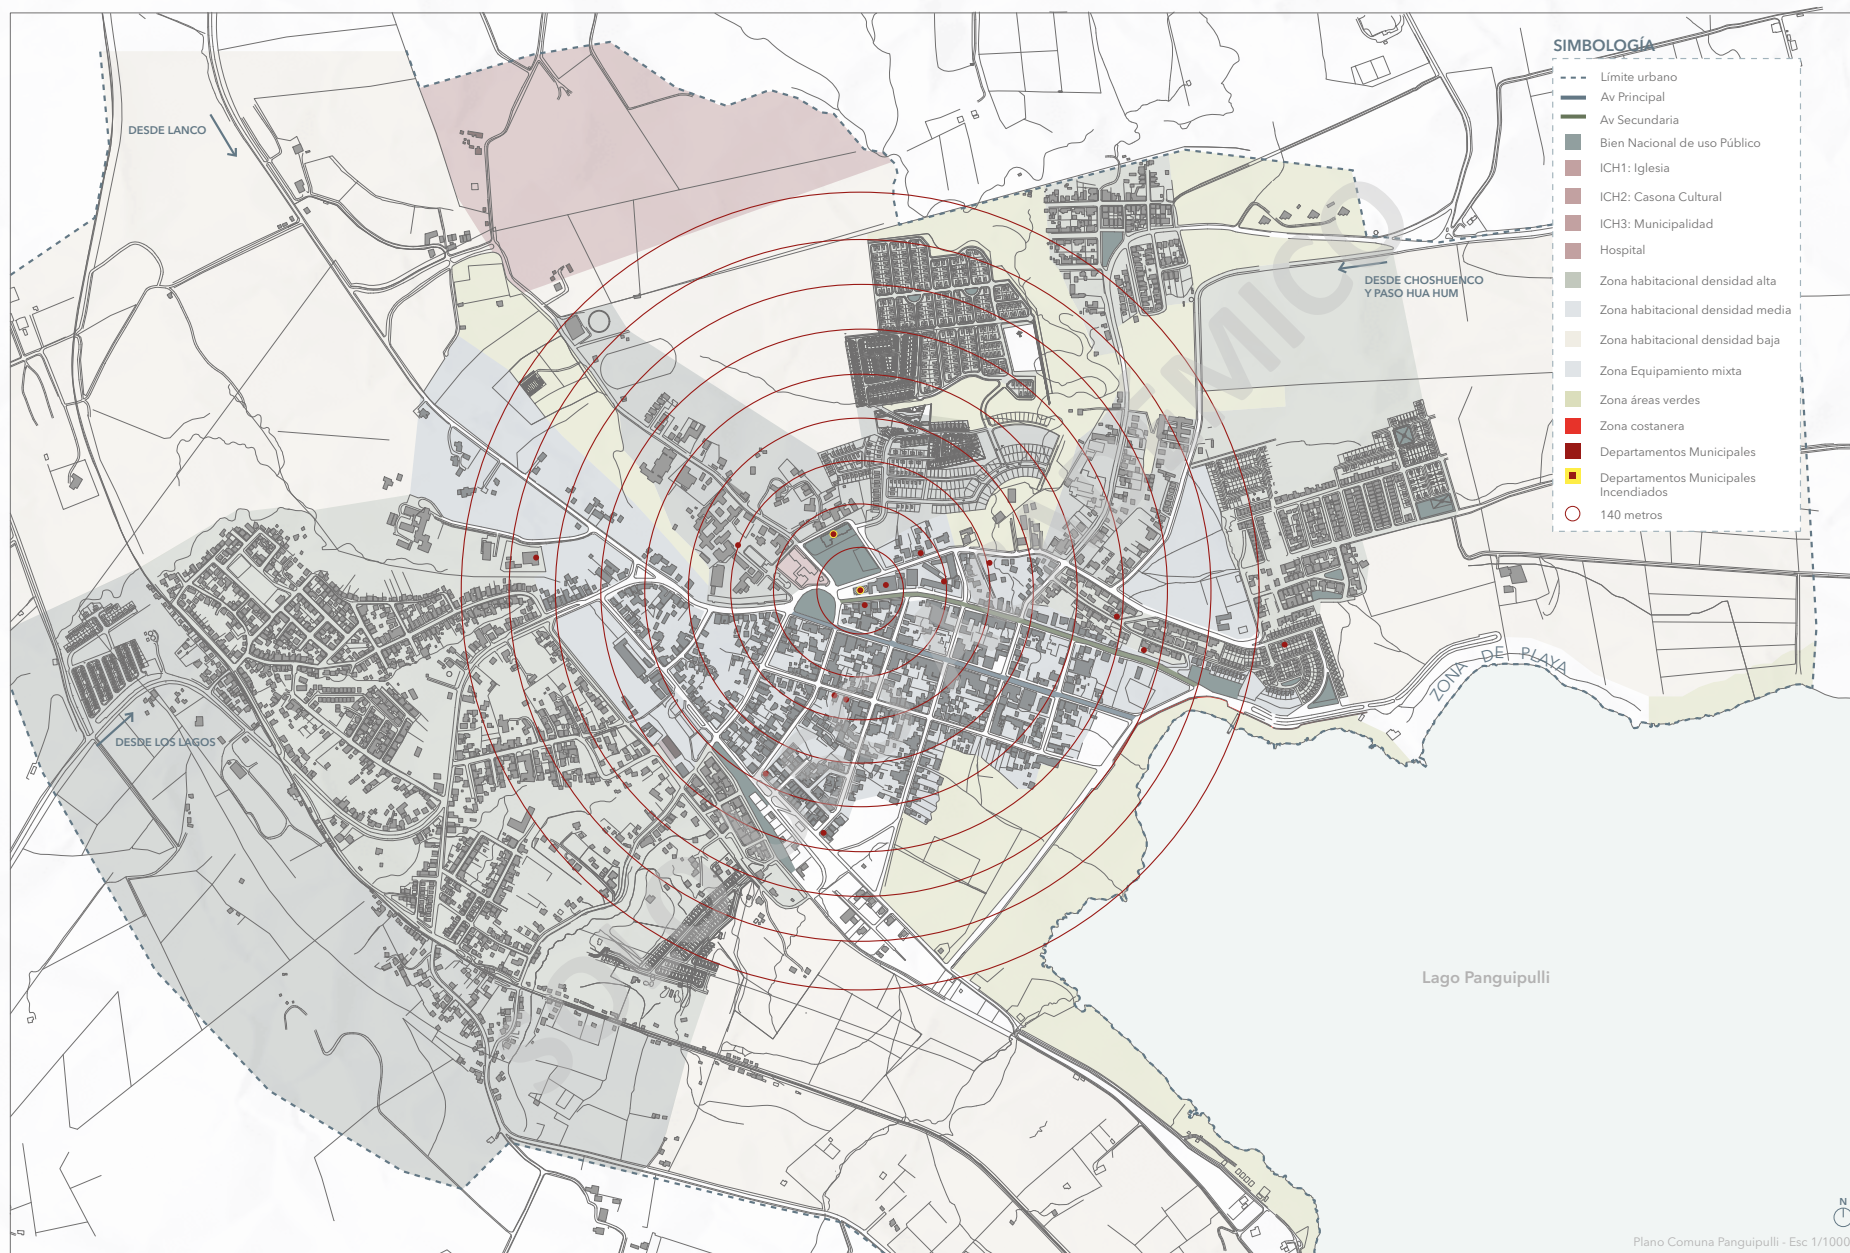 SIMBOLOGÍA
Límite urbano
Av Principal
Av Secundaria
Bien Nacional de uso Público
ICH1: Iglesia
ICH2: Casona Cultural
ICH3: Municipalidad
Hospital
Zona habitacional densidad alta
Zona habitacional densidad media
Zona habitacional densidad baja
Zona Equipamiento mixta
Zona áreas verdes
Zona costanera
Departamentos Municipales
Departamentos Municipales
Incendiados
140 metros
DESDE LANCO
DESDE CHOSHUENCO
Y PASO HUA HUM
DESDE LOS LAGOS
ZONA DE PLAYA
Lago Panguipulli
N
Plano Comuna Panguipulli - Esc 1/1000